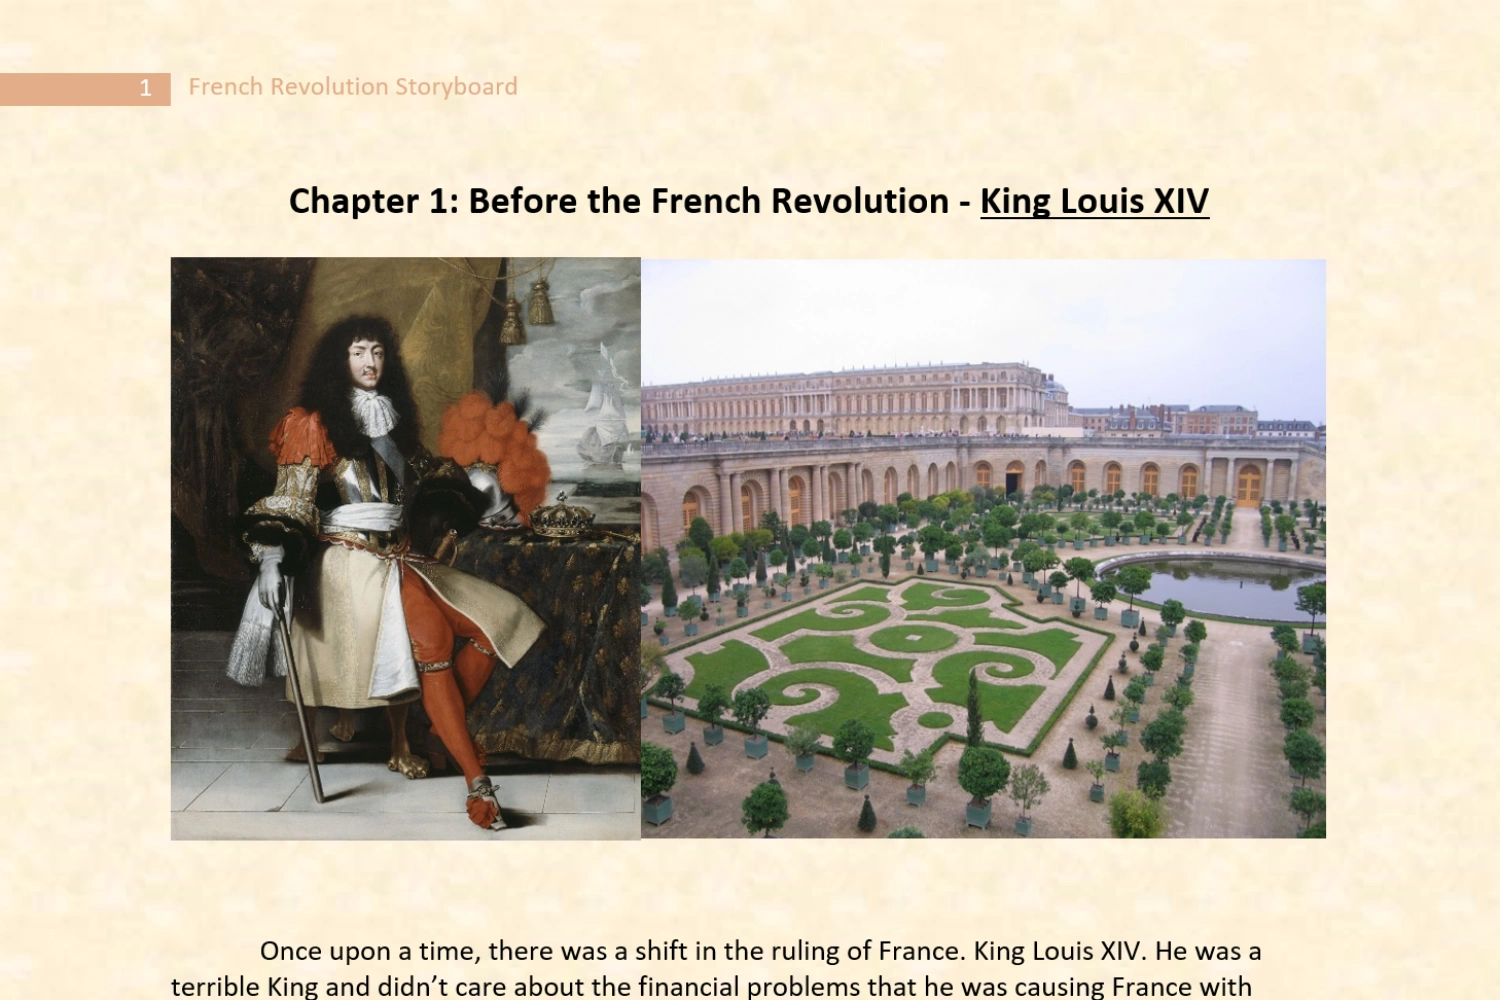 1 French Revolution Storyboard
Chapter 1: Before the French Revolution - King Louis XIV
Once upon a time, there was a shift in the ruling of France. King Louis XIV. He was a
terrible King and didn’t care about the financial problems that he was causing France with